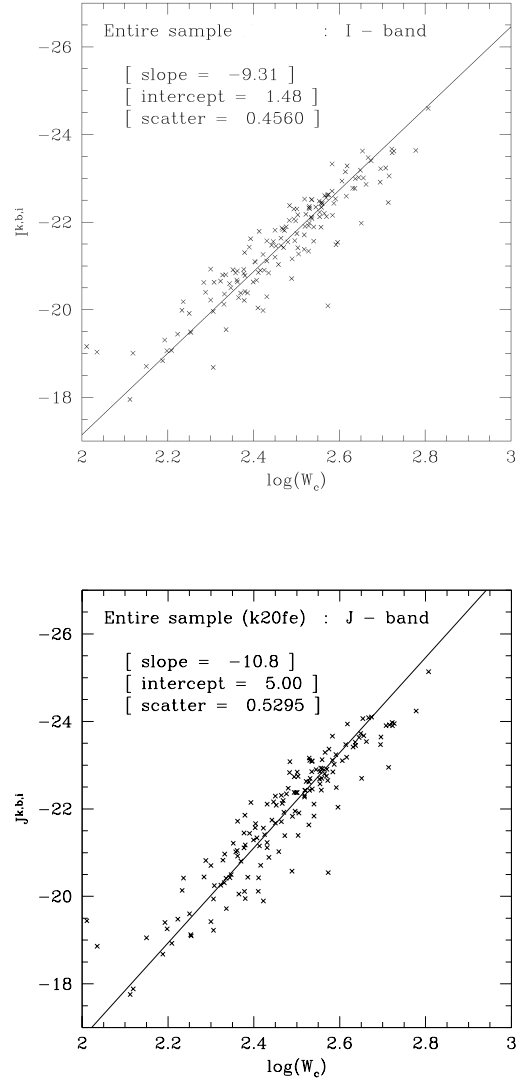 Entire sample : I - band
[ slope = -9.31 ]
[ intercept = 1.48 ]
[ scatter = 0.4560 ]
-26
-24
-22
-20
-18
I^k.b.i
2 2.2 2.4 2.6 2.8 3
log(W_c)
Entire sample (k20fe) : J - band
[ slope = -10.8 ]
[ intercept = 5.00 ]
[ scatter = 0.5295 ]
-26
-24
-22
-20
-18
J^k.b.i
2 2.2 2.4 2.6 2.8 3
log(W_c)